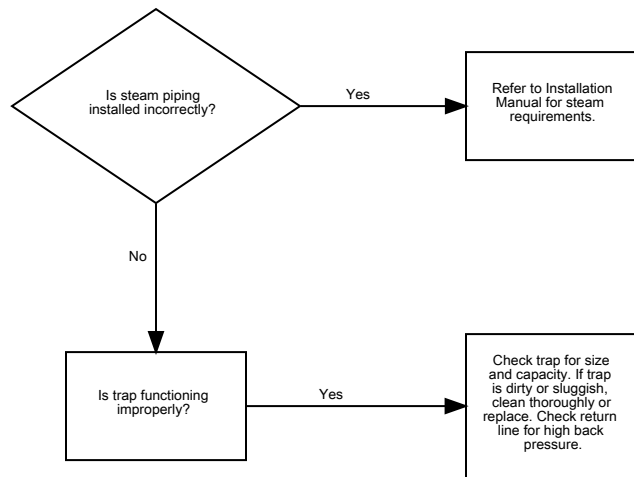 Is steam piping
installed incorrectly?
Yes
Refer to Installation
Manual for steam
requirements.
No
Is trap functioning
improperly?
Yes
Check trap for size
and capacity. If trap
is dirty or sluggish,
clean thoroughly or
replace. Check return
line for high back
pressure.